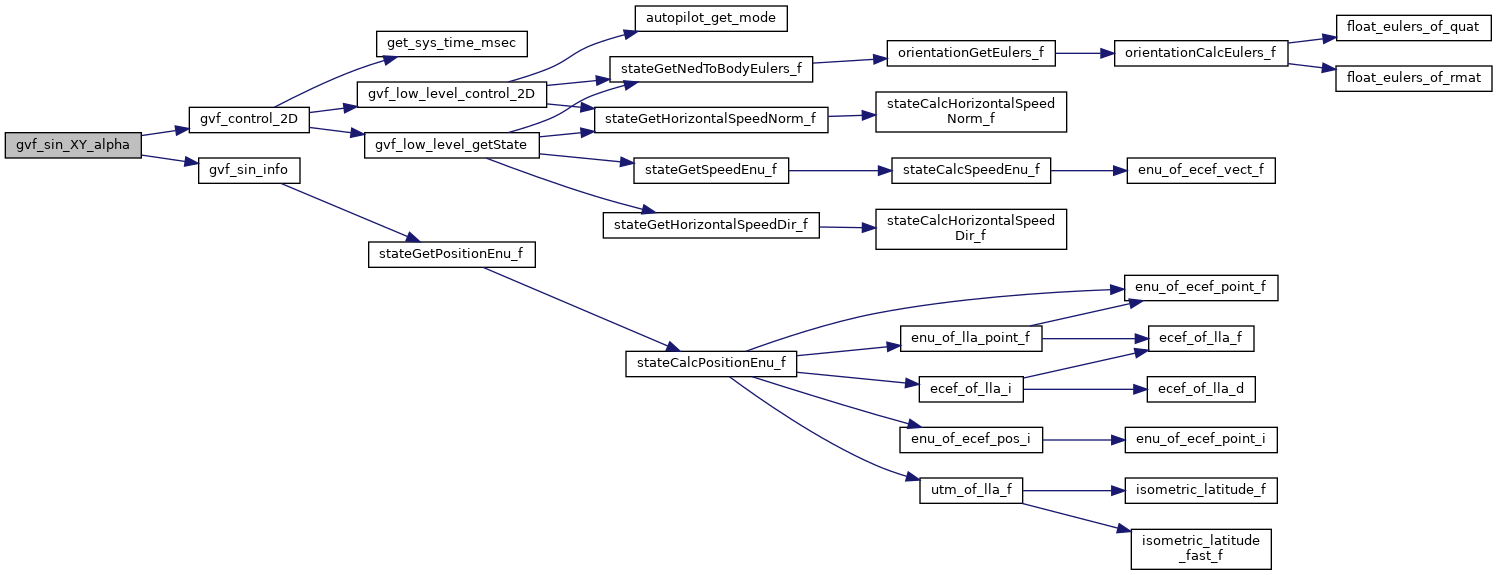 gvf_sin_XY_alpha
gvf_control_2D
gvf_sin_info
get_sys_time_msec
gvf_low_level_control_2D
gvf_low_level_getState
stateGetPositionEnu_f
autopilot_get_mode
stateGetNedToBodyEulers_f
stateGetHorizontalSpeedNorm_f
stateGetSpeedEnu_f
stateGetHorizontalSpeedDir_f
stateCalcPositionEnu_f
orientationGetEulers_f
stateCalcHorizontalSpeed
Norm_f
stateCalcSpeedEnu_f
stateCalcHorizontalSpeed
Dir_f
enu_of_lla_point_f
ecef_of_lla_i
enu_of_ecef_pos_i
utm_of_lla_f
orientationCalcEulers_f
enu_of_ecef_vect_f
enu_of_ecef_point_f
ecef_of_lla_f
ecef_of_lla_d
enu_of_ecef_point_i
isometric_latitude_f
isometric_latitude
_fast_f
float_eulers_of_quat
float_eulers_of_rmat